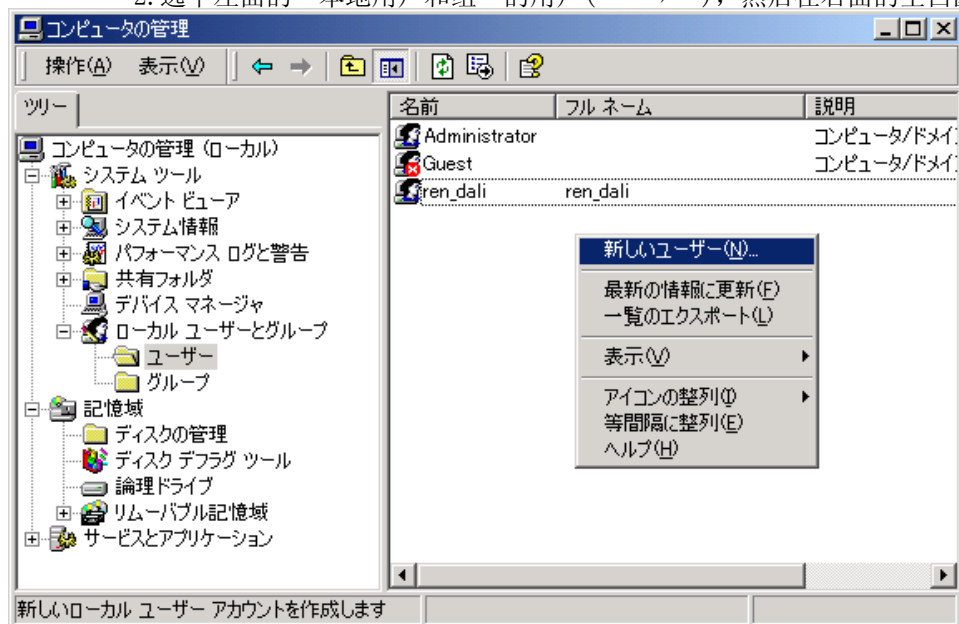 2.选中左面的"本地用户和组"的用户
然后在右面的空白
コンピュータの管理
操作(A) 表示(V)
ツリー
コンピュータの管理 (ローカル)
システム ツール
イベント ビューア
システム情報
パフォーマンス ログと警告
共有フォルダ
デバイス マネージャ
ローカル ユーザーとグループ
ユーザー
グループ
記憶域
ディスクの管理
ディスク デフラグ ツール
論理ドライブ
リムーバブル記憶域
サービスとアプリケーション
名前 フル ネーム 説明
Administrator コンピュータ/ドメイ
Guest コンピュータ/ドメイ
ren_dali ren_dali
新しいユーザー(N)...
最新の情報に更新(F)
一覧のエクスポート(L)
表示(V)
アイコンの整列(I)
等間隔に整列(E)
ヘルプ(H)
新しいローカル ユーザー アカウントを作成します